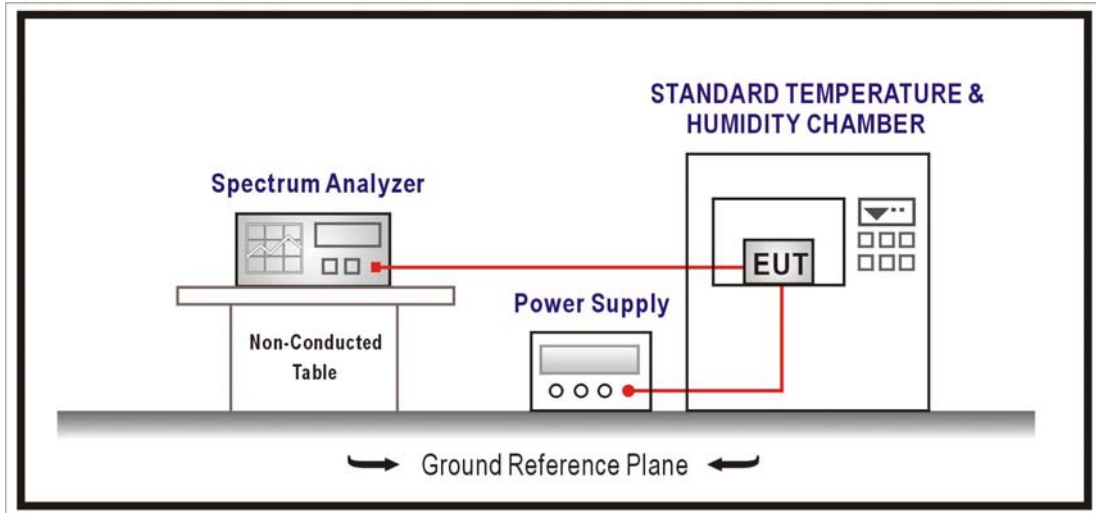 STANDARD TEMPERATURE &
HUMIDITY CHAMBER
Spectrum Analyzer
EUT
Power Supply
Non-Conducted
Table
Ground Reference Plane